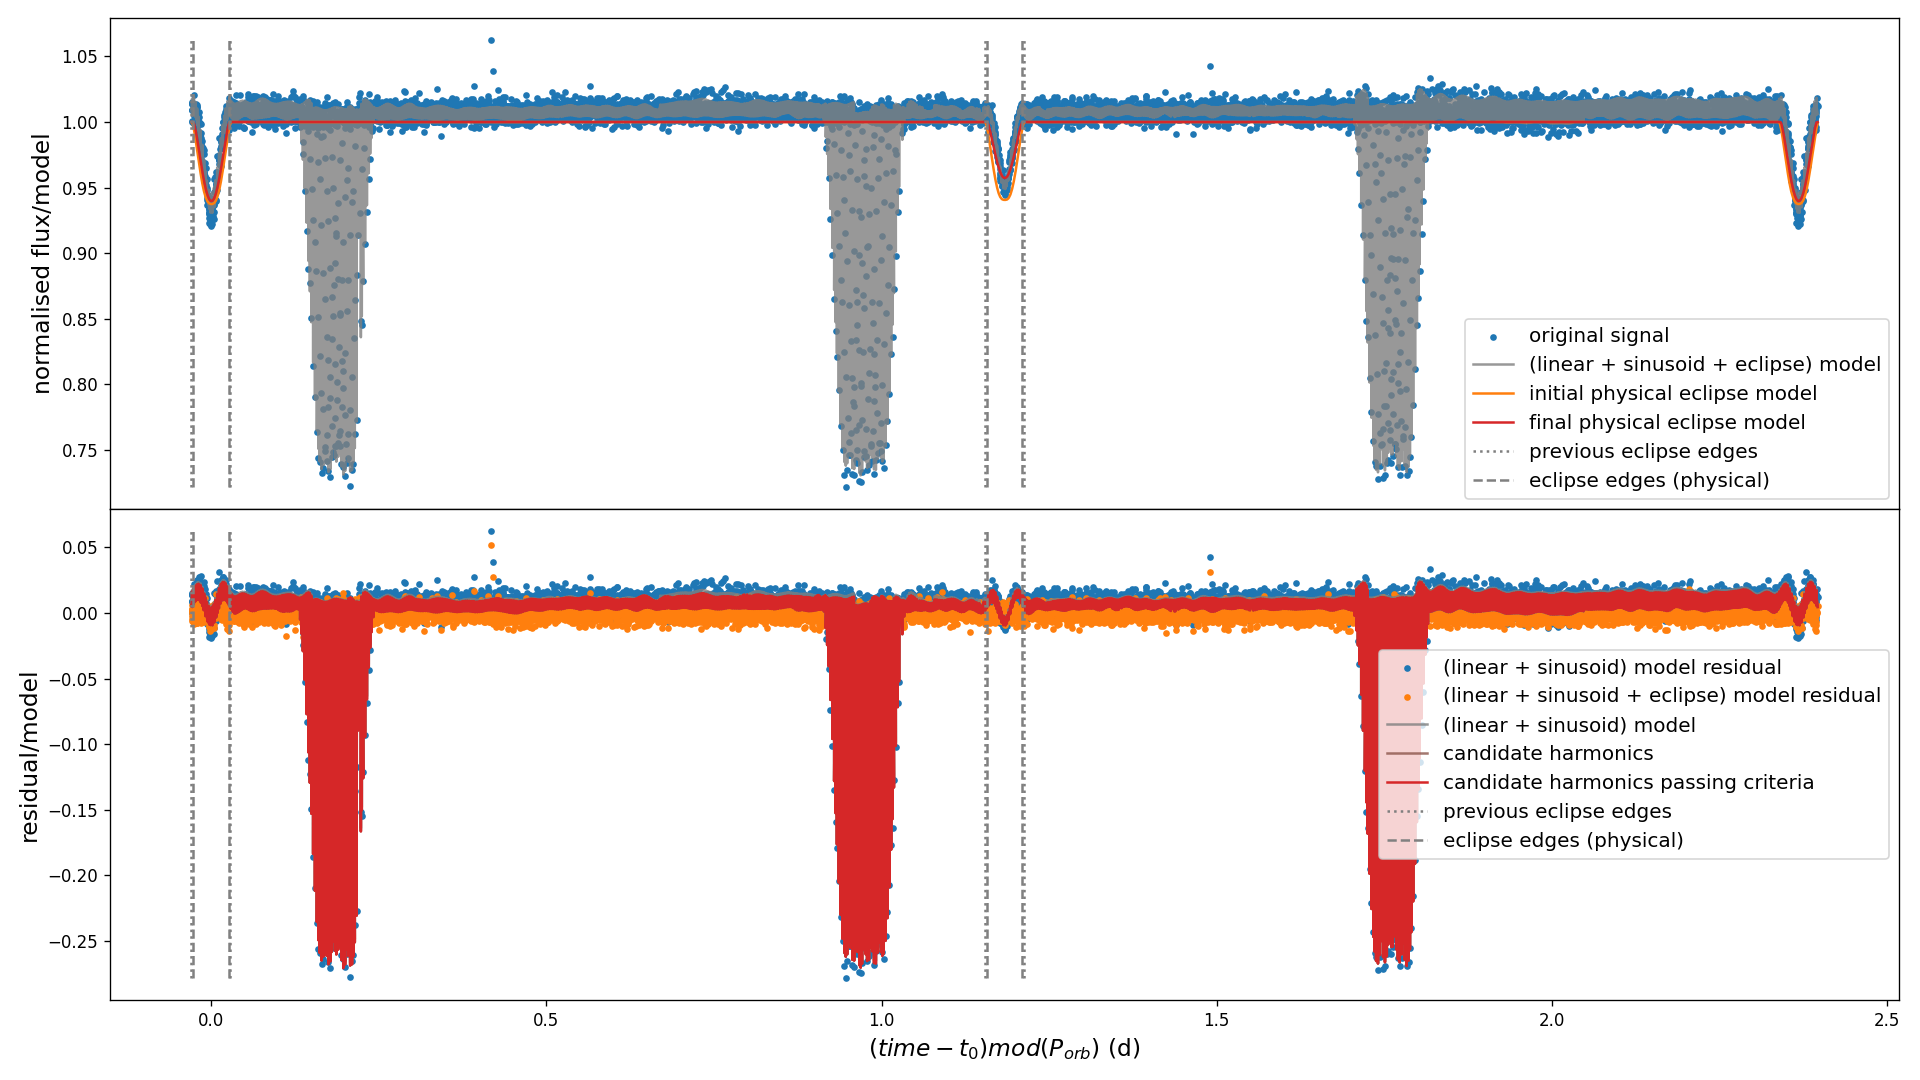 normalised flux/model
1.05
1.00
0.95
0.90
0.85
0.80
0.75
original signal
(linear + sinusoid + eclipse) model
initial physical eclipse model
final physical eclipse model
previous eclipse edges
eclipse edges (physical)
residual/model
0.05
0.00
−0.05
−0.10
−0.15
−0.20
−0.25
(linear + sinusoid) model residual
(linear + sinusoid + eclipse) model residual
(linear + sinusoid) model
candidate harmonics
candidate harmonics passing criteria
previous eclipse edges
eclipse edges (physical)
0.0 0.5 1.0 1.5 2.0 2.5
(time − t₀)mod(P_orb) (d)